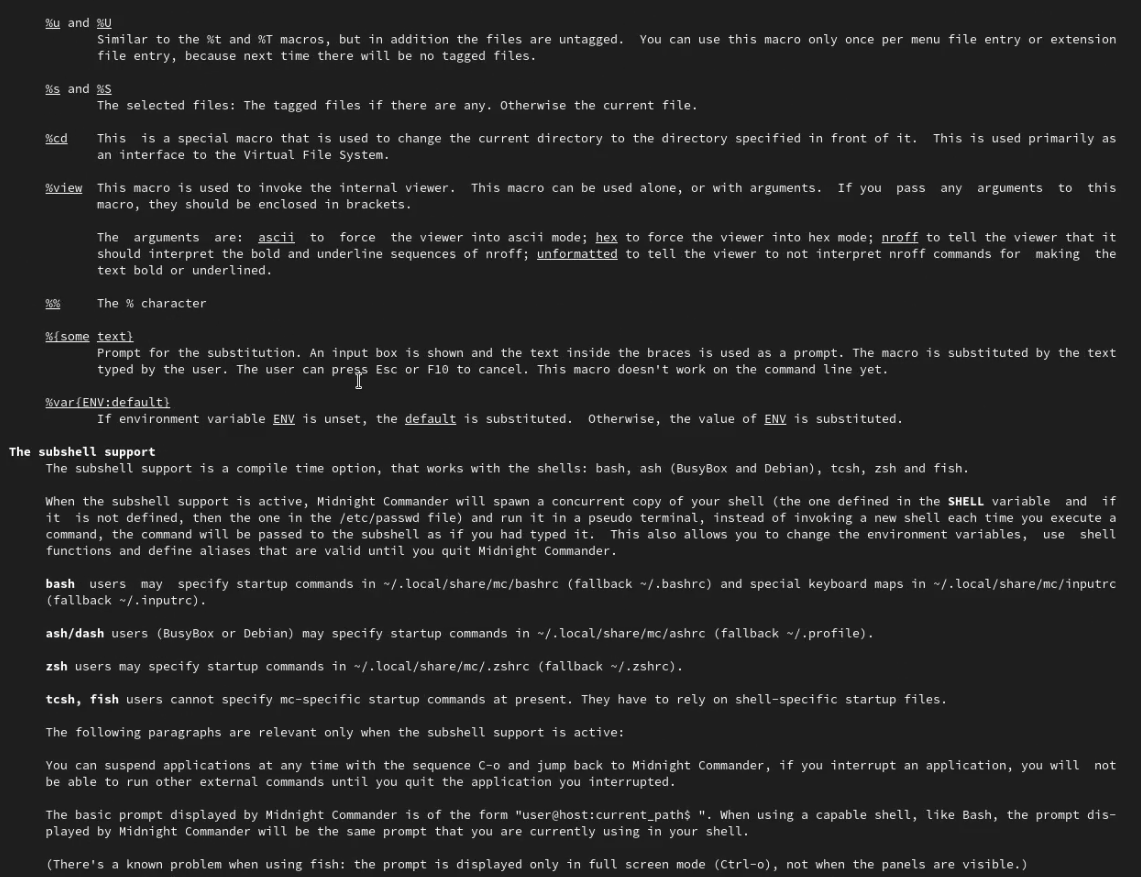 %u and %U
Similar to the %t and %T macros, but in addition the files are untagged.  You can use this macro only once per menu file entry or extension
file entry, because next time there will be no tagged files.
%s and %S
The selected files: The tagged files if there are any. Otherwise the current file.
%cd    This  is a special macro that is used to change the current directory to the directory specified in front of it.  This is used primarily as
an interface to the Virtual File System.
%view  This macro is used to invoke the internal viewer.  This macro can be used alone, or with arguments.  If you  pass  any  arguments  to  this
macro, they should be enclosed in brackets.
The  arguments  are:  ascii  to  force  the viewer into ascii mode; hex to force the viewer into hex mode; nroff to tell the viewer that it
should interpret the bold and underline sequences of nroff; unformatted to tell the viewer to not interpret nroff commands for  making  the
text bold or underlined.
%%     The % character
%{some text}
Prompt for the substitution. An input box is shown and the text inside the braces is used as a prompt. The macro is substituted by the text
typed by the user. The user can press Esc or F10 to cancel. This macro doesn't work on the command line yet.
%var{ENV:default}
If environment variable ENV is unset, the default is substituted.  Otherwise, the value of ENV is substituted.
The subshell support
The subshell support is a compile time option, that works with the shells: bash, ash (BusyBox and Debian), tcsh, zsh and fish.
When the subshell support is active, Midnight Commander will spawn a concurrent copy of your shell (the one defined in the SHELL variable  and  if
it  is not defined, then the one in the /etc/passwd file) and run it in a pseudo terminal, instead of invoking a new shell each time you execute a
command, the command will be passed to the subshell as if you had typed it.  This also allows you to change the environment variables,  use  shell
functions and define aliases that are valid until you quit Midnight Commander.
bash  users  may  specify startup commands in ~/.local/share/mc/bashrc (fallback ~/.bashrc) and special keyboard maps in ~/.local/share/mc/inputrc
(fallback ~/.inputrc).
ash/dash users (BusyBox or Debian) may specify startup commands in ~/.local/share/mc/ashrc (fallback ~/.profile).
zsh users may specify startup commands in ~/.local/share/mc/.zshrc (fallback ~/.zshrc).
tcsh, fish users cannot specify mc-specific startup commands at present. They have to rely on shell-specific startup files.
The following paragraphs are relevant only when the subshell support is active:
You can suspend applications at any time with the sequence C-o and jump back to Midnight Commander, if you interrupt an application, you will  not
be able to run other external commands until you quit the application you interrupted.
The basic prompt displayed by Midnight Commander is of the form "user@host:current_path$ ". When using a capable shell, like Bash, the prompt dis-
played by Midnight Commander will be the same prompt that you are currently using in your shell.
(There's a known problem when using fish: the prompt is displayed only in full screen mode (Ctrl-o), not when the panels are visible.)